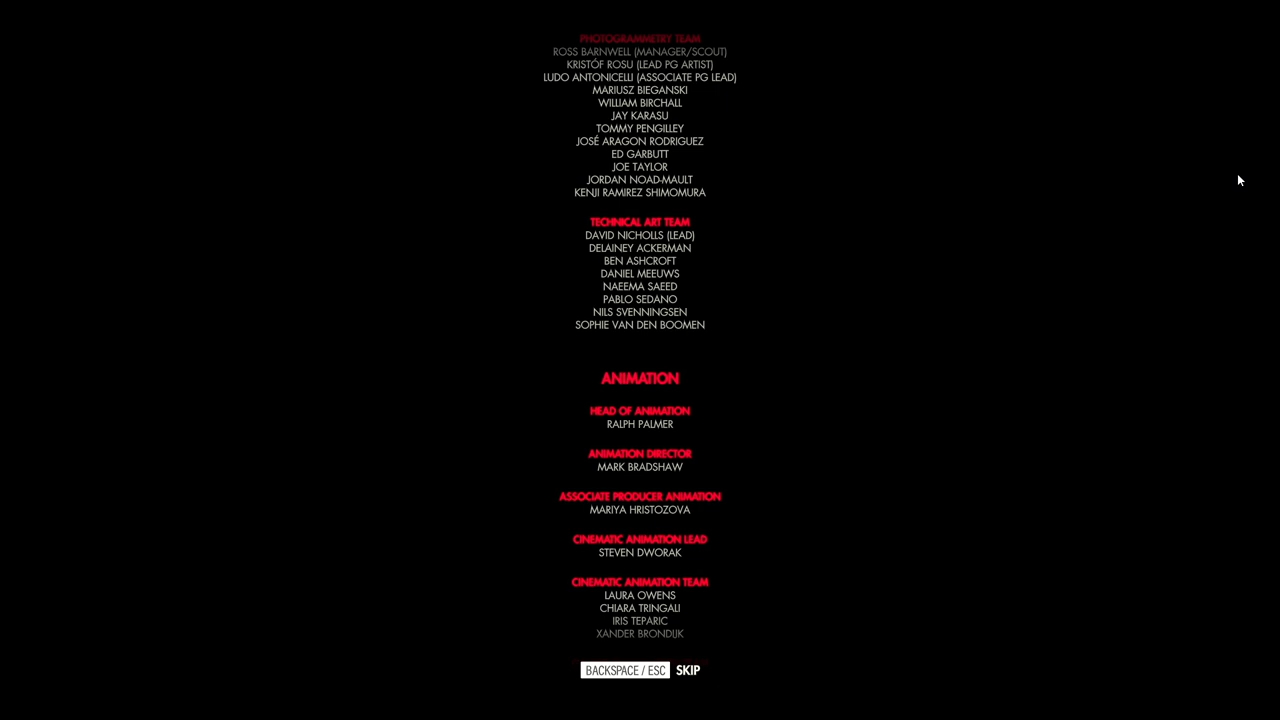 PHOTOGRAMMETRY TEAM
ROSS BARNWELL (MANAGER/SCOUT)
KRISTÓF ROSU (LEAD PG ARTIST)
LUDO ANTONICELLI (ASSOCIATE PG LEAD)
MARIUSZ BIEGANSKI
WILLIAM BIRCHALL
JAY KARASU
TOMMY PENGILLEY
JOSÉ ARAGON RODRIGUEZ
ED GARBUTT
JOE TAYLOR
JORDAN NOAD-MAULT
KENJI RAMIREZ SHIMOMURA
TECHNICAL ART TEAM
DAVID NICHOLLS (LEAD)
DELAINEY ACKERMAN
BEN ASHCROFT
DANIEL MEEUWS
NAEEMA SAEED
PABLO SEDANO
NILS SVENNINGSEN
SOPHIE VAN DEN BOOMEN
ANIMATION
HEAD OF ANIMATION
RALPH PALMER
ANIMATION DIRECTOR
MARK BRADSHAW
ASSOCIATE PRODUCER ANIMATION
MARIYA HRISTOZOVA
CINEMATIC ANIMATION LEAD
STEVEN DWORAK
CINEMATIC ANIMATION TEAM
LAURA OWENS
CHIARA TRINGALI
IRIS TEPARIC
XANDER BRONDIJK
BACKSPACE / ESC SKIP